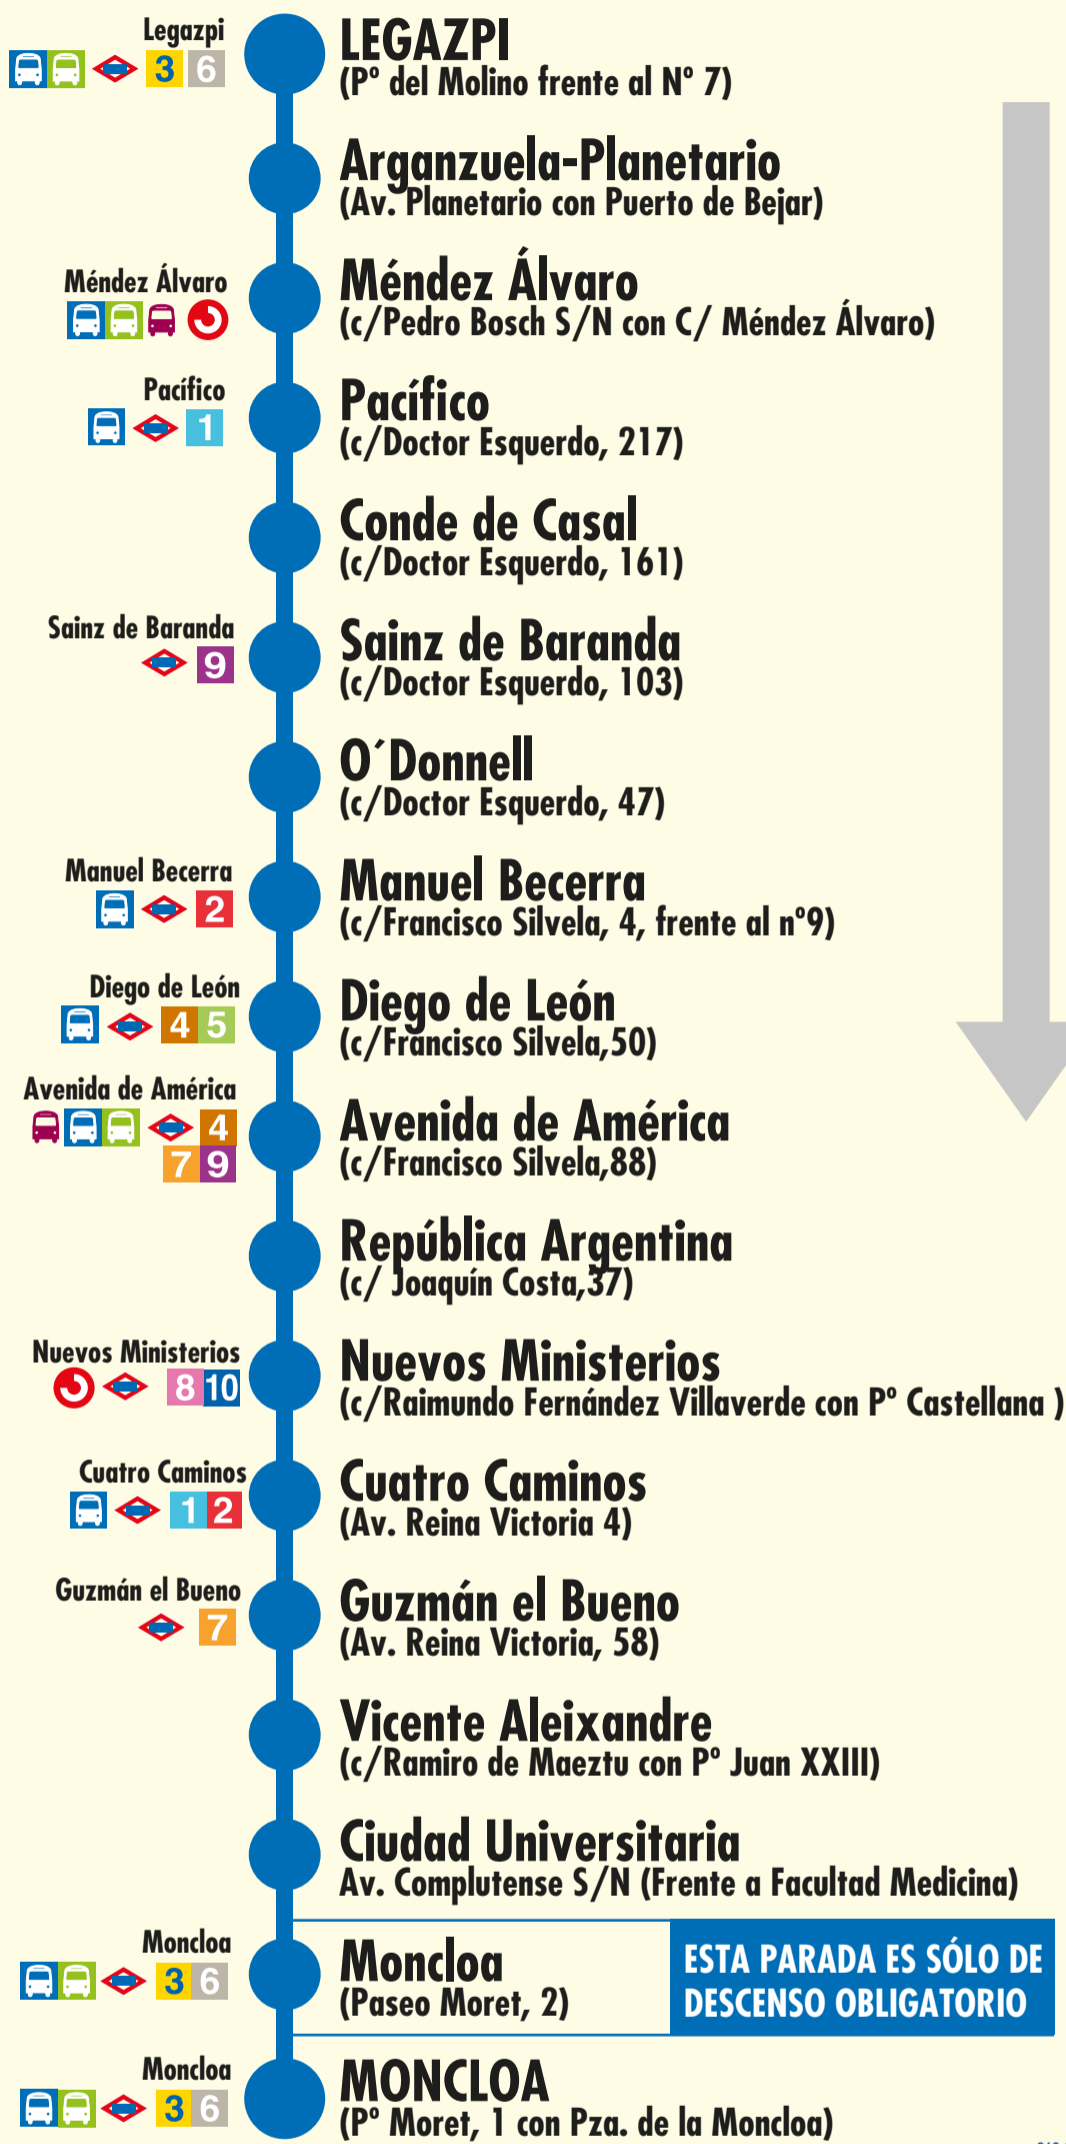 Legazpi
3 6
LEGAZPI
(Pº del Molino frente al Nº 7)
Arganzuela-Planetario
(Av. Planetario con Puerto de Bejar)
Méndez Álvaro
Méndez Álvaro
(c/Pedro Bosch S/N con C/ Méndez Álvaro)
Pacífico
1
Pacífico
(c/Doctor Esquerdo, 217)
Conde de Casal
(c/Doctor Esquerdo, 161)
Sainz de Baranda
9
Sainz de Baranda
(c/Doctor Esquerdo, 103)
O´Donnell
(c/Doctor Esquerdo, 47)
Manuel Becerra
2
Manuel Becerra
(c/Francisco Silvela, 4, frente al nº9)
Diego de León
4 5
Diego de León
(c/Francisco Silvela,50)
Avenida de América
4
7 9
Avenida de América
(c/Francisco Silvela,88)
República Argentina
(c/ Joaquín Costa,37)
Nuevos Ministerios
8 10
Nuevos Ministerios
(c/Raimundo Fernández Villaverde con Pº Castellana )
Cuatro Caminos
1 2
Cuatro Caminos
(Av. Reina Victoria 4)
Guzmán el Bueno
7
Guzmán el Bueno
(Av. Reina Victoria, 58)
Vicente Aleixandre
(c/Ramiro de Maeztu con Pº Juan XXIII)
Ciudad Universitaria
Av. Complutense S/N (Frente a Facultad Medicina)
Moncloa
3 6
Moncloa
(Paseo Moret, 2)
ESTA PARADA ES SÓLO DE
DESCENSO OBLIGATORIO
Moncloa
3 6
MONCLOA
(Pº Moret, 1 con Pza. de la Moncloa)